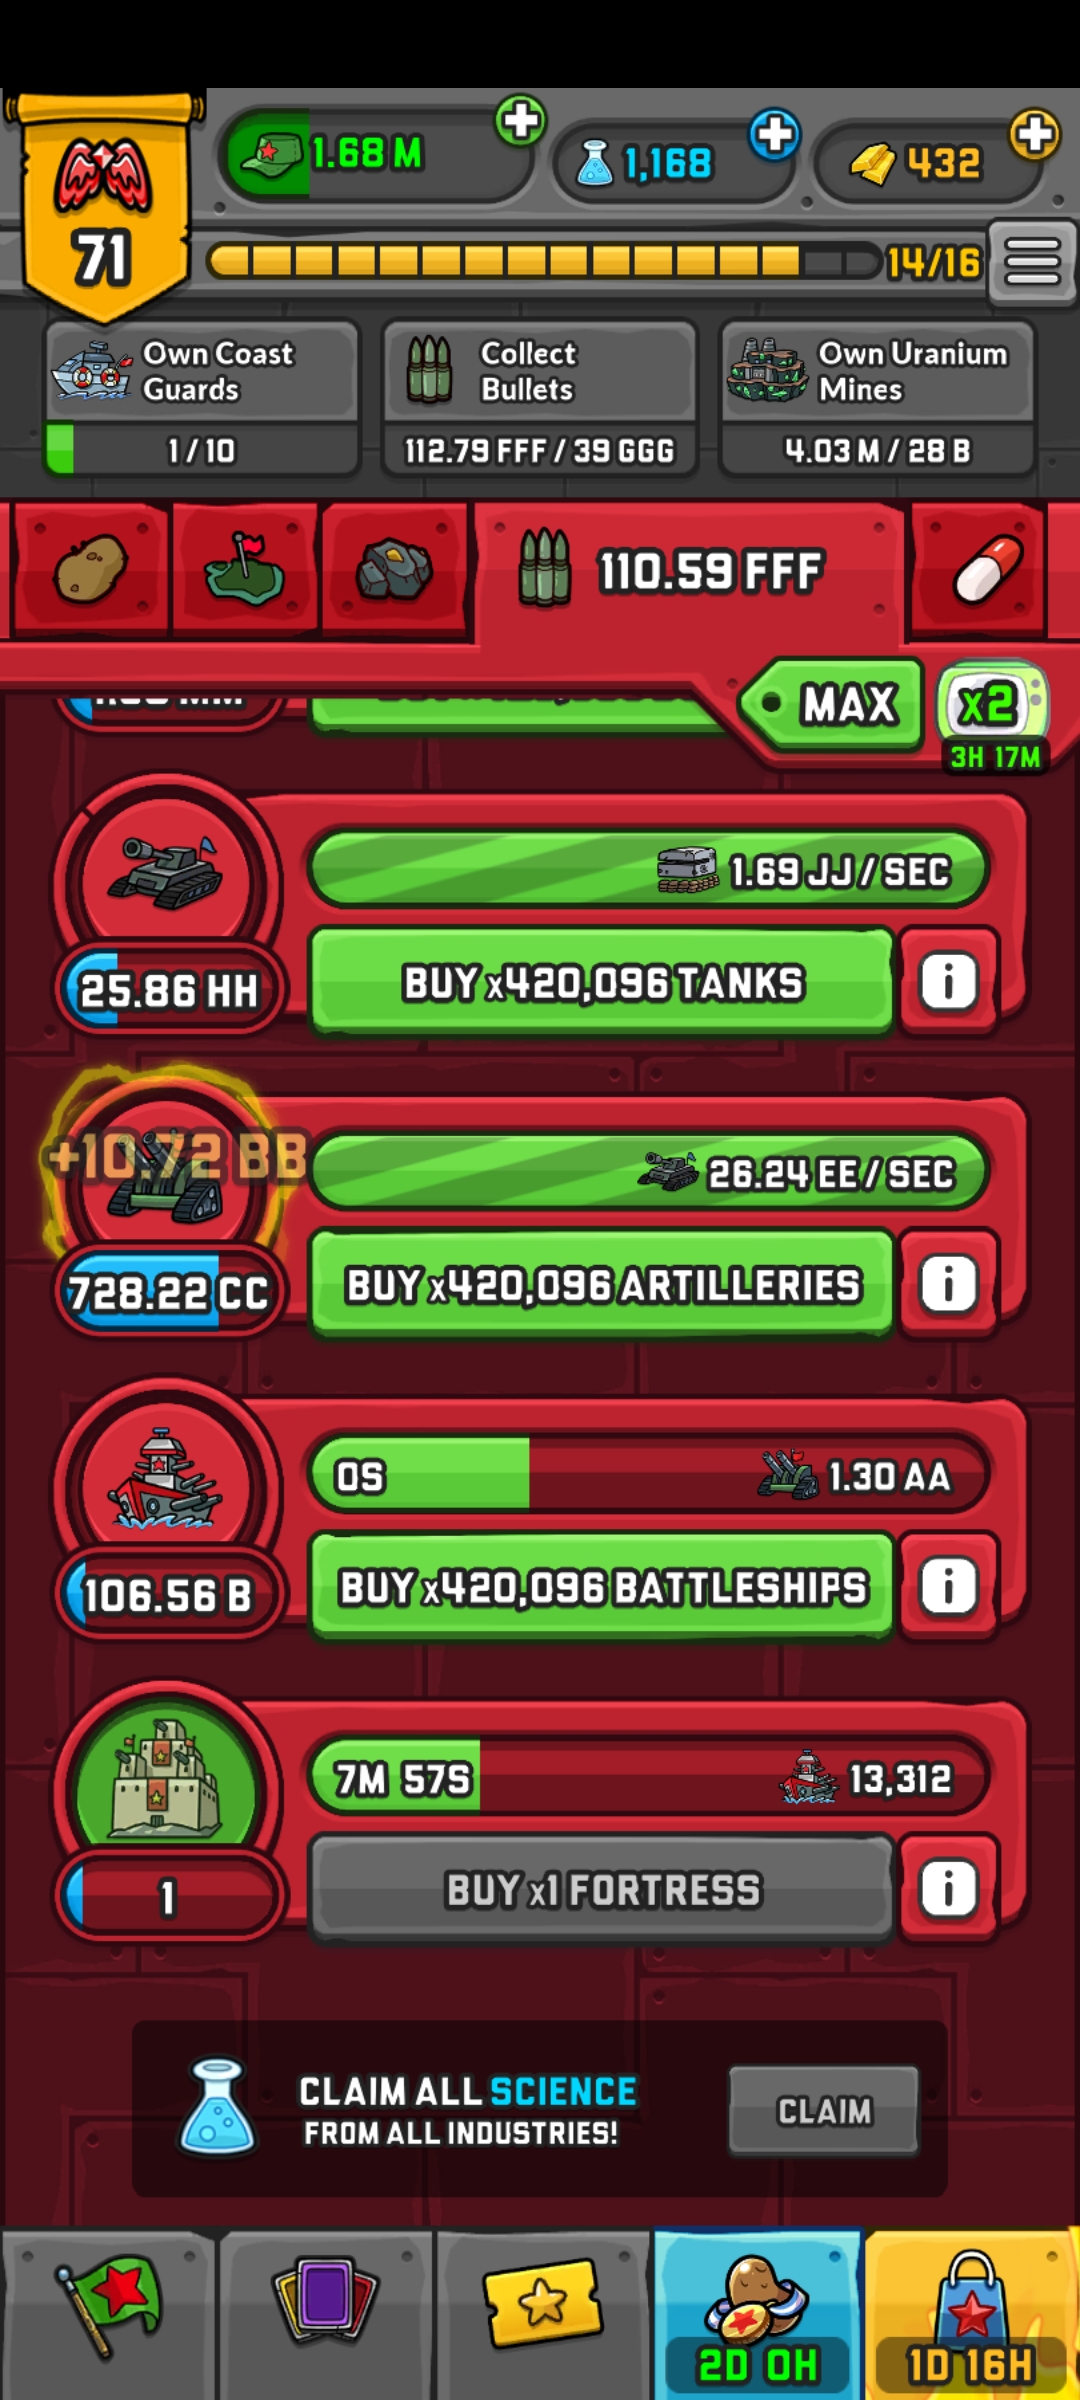 71
1.68 M
1,168
432
14/16
Own Coast
Guards
1 / 10
Collect
Bullets
112.79 FFF / 39 GGG
Own Uranium
Mines
4.03 M / 28 B
110.59 FFF
MAX
x2
3H 17M
1.69 JJ / SEC
25.86 HH
BUY x420,096 TANKS
i
+10.72 BB
26.24 EE / SEC
728.22 CC
BUY x420,096 ARTILLERIES
i
0S
1.30 AA
106.56 B
BUY x420,096 BATTLESHIPS
i
7M 57S
13,312
1
BUY x1 FORTRESS
i
CLAIM ALL SCIENCE
FROM ALL INDUSTRIES!
CLAIM
2D 0H
1D 16H